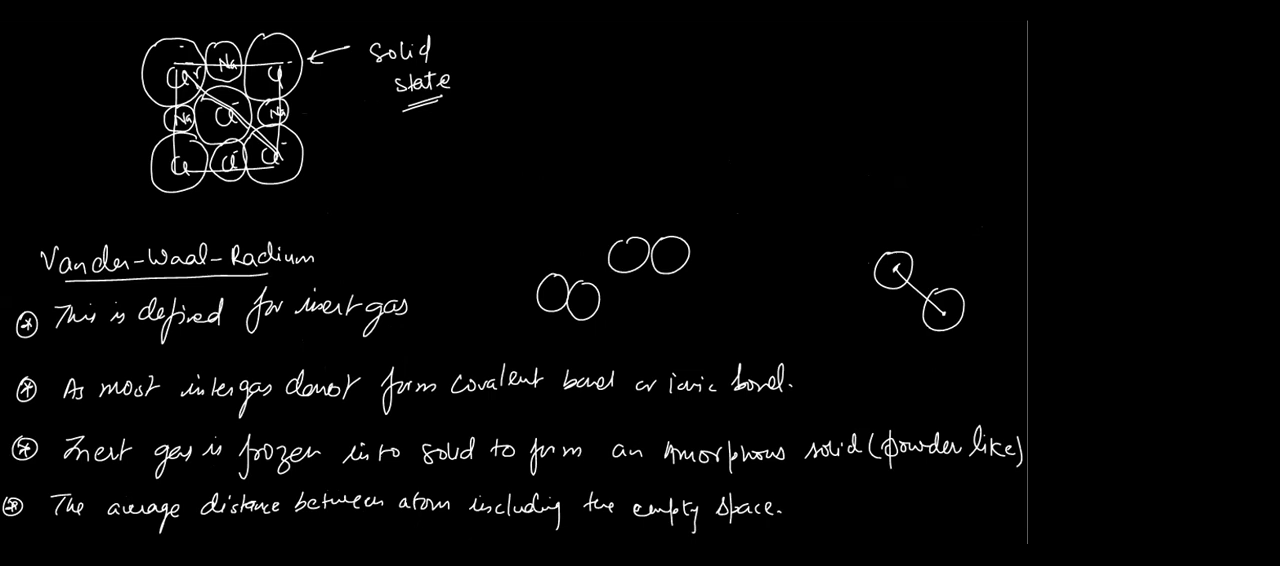 Na
solid
Cl
Cl
state
Na
Cl⁻
Na
Cl⁻
Cl⁻
Cl⁻
Vander-Waal-Radium
* This is defined for inert gas
* As most inter gas donot form covalent bond or ionic bond.
* Inert gas is frozen into solid to form an Amorphous solid (powder like)
* The average distance between atom including the empty space.